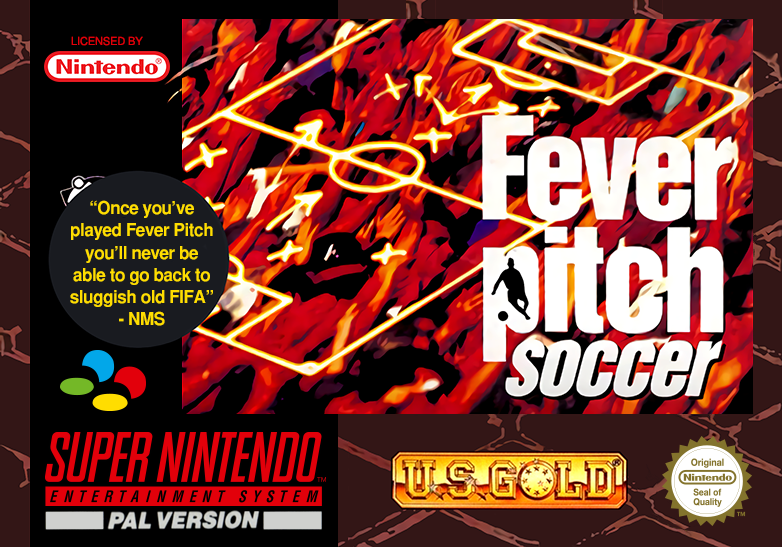 LICENSED BY
Nintendo®
“Once you’ve
played Fever Pitch
you’ll never be
able to go back to
sluggish old FIFA”
- NMS
Fever
pitch
soccer
SUPER NINTENDO™
ENTERTAINMENT SYSTEM
PAL VERSION
U.S.GOLD®
Original
Nintendo
Seal of
Quality
TM